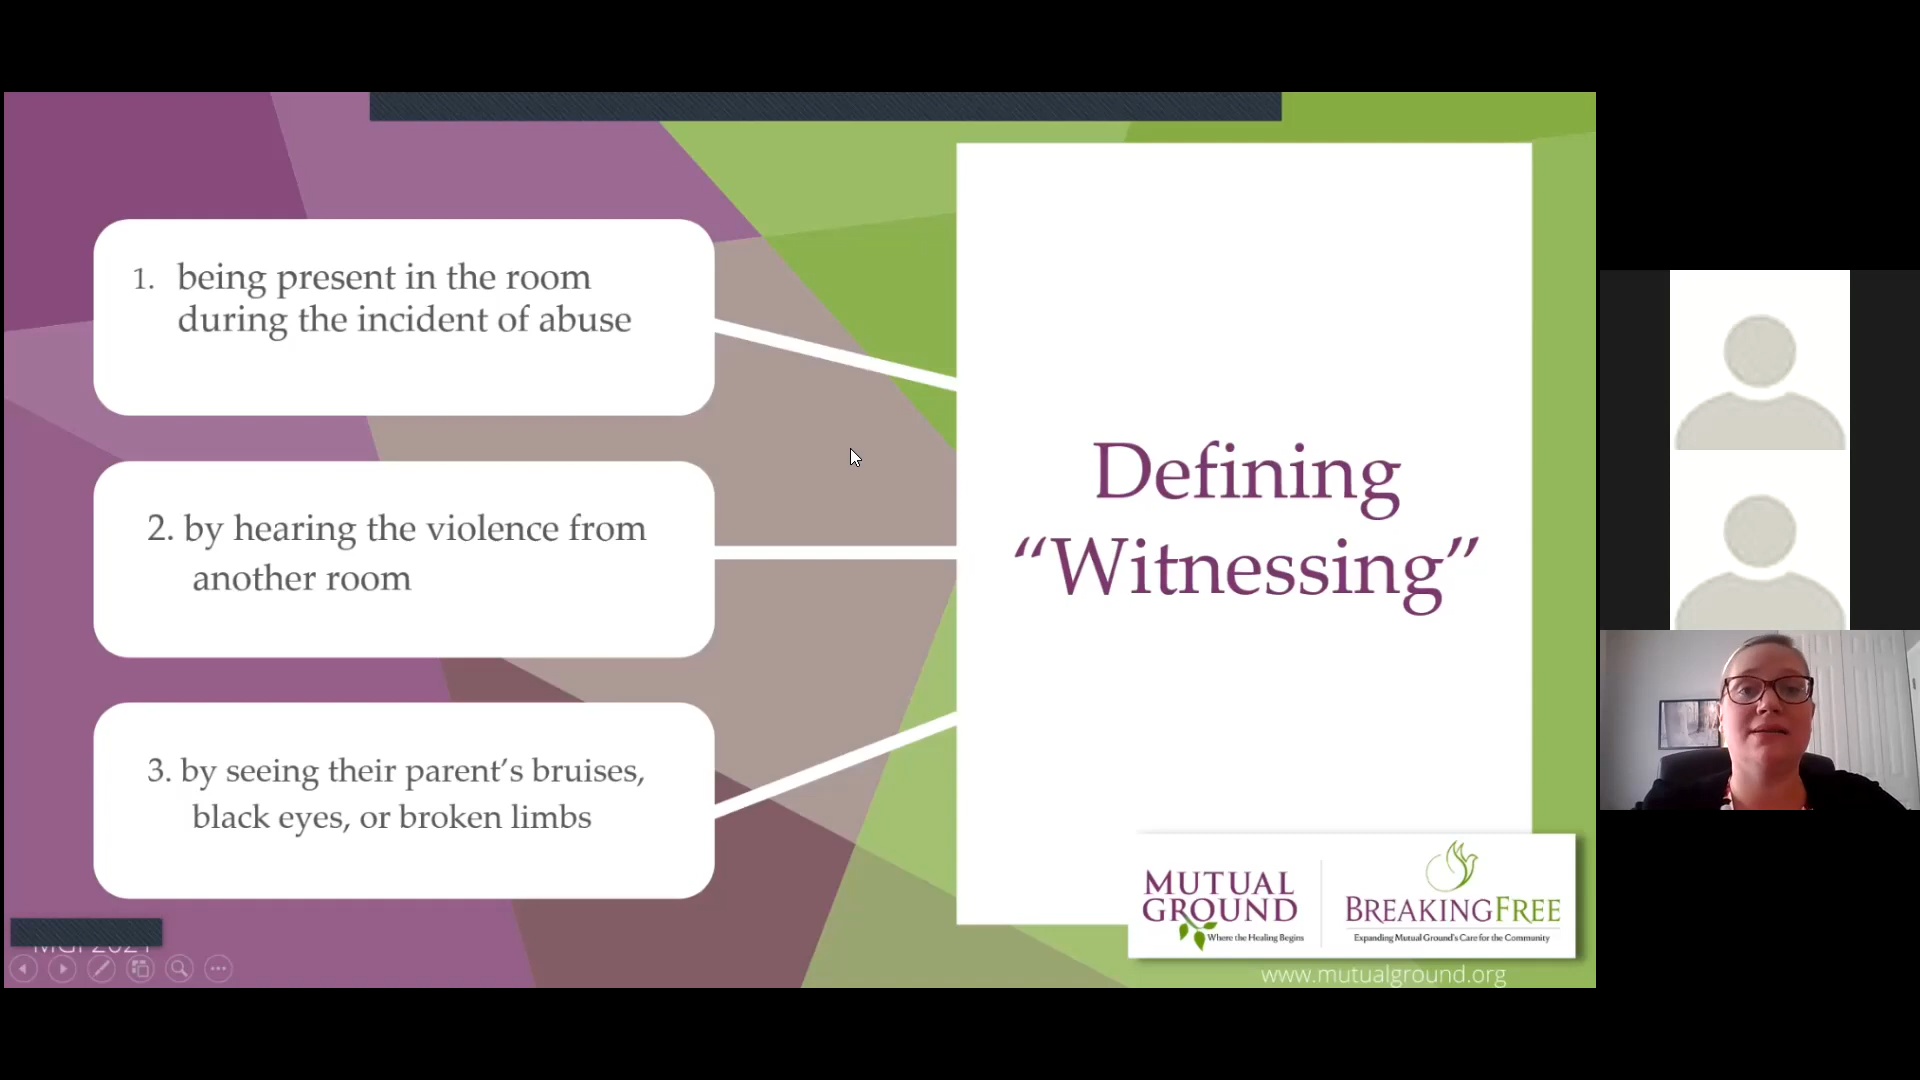 1. being present in the room
during the incident of abuse
2. by hearing the violence from
another room
3. by seeing their parent’s bruises,
black eyes, or broken limbs
Defining
“Witnessing”
MUTUAL
GROUND
Where the Healing Begins
BREAKINGFREE
Expanding Mutual Ground's Care for the Community
www.mutualground.org